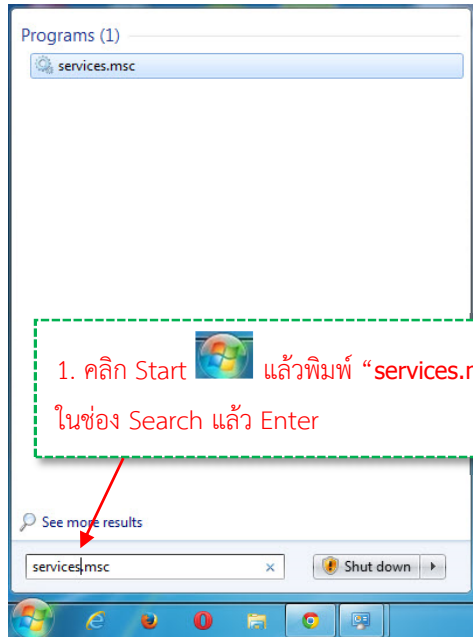 Programs (1)
services.msc
1. คลิก Start แล้วพิมพ์ “services.
ในช่อง Search แล้ว Enter
See more results
services.msc
Shut down